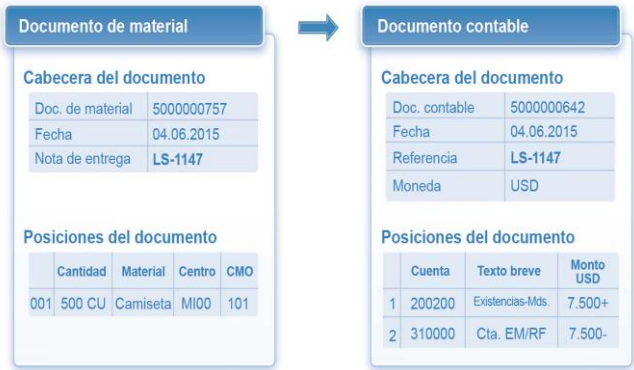 Documento de material
Cabecera del documento
Doc. de material 5000000757
Fecha 04.06.2015
Nota de entrega LS-1147
Posiciones del documento
Cantidad Material Centro CMO
001 500 CU Camiseta MI00 101
Documento contable
Cabecera del documento
Doc. contable 5000000642
Fecha 04.06.2015
Referencia LS-1147
Moneda USD
Posiciones del documento
Cuenta Texto breve Monto USD
1 200200 Existencias-Mds. 7.500+
2 310000 Cta. EM/RF 7.500-